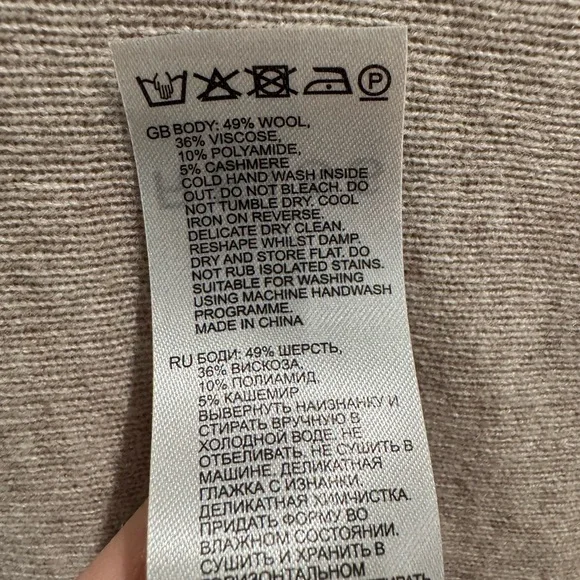 P
GB BODY: 49% WOOL,
36% VISCOSE,
10% POLYAMIDE,
5% CASHMERE
COLD HAND WASH INSIDE
OUT. DO NOT BLEACH. DO
NOT TUMBLE DRY. COOL
IRON ON REVERSE.
DELICATE DRY CLEAN.
RESHAPE WHILST DAMP.
DRY AND STORE FLAT. DO
NOT RUB ISOLATED STAINS.
SUITABLE FOR WASHING
USING MACHINE HANDWASH
PROGRAMME.
MADE IN CHINA
RU БОДИ: 49% ШЕРСТЬ,
36% ВИСКОЗА,
10% ПОЛИАМИД,
5% КАШЕМИР
ВЫВЕРНУТЬ НАИЗНАНКУ И
СТИРАТЬ ВРУЧНУЮ В
ХОЛОДНОЙ ВОДЕ. НЕ
ОТБЕЛИВАТЬ. НЕ СУШИТЬ В
МАШИНЕ. ДЕЛИКАТНАЯ
ГЛАЖКА С ИЗНАНКИ.
ДЕЛИКАТНАЯ ХИМЧИСТКА.
ПРИДАТЬ ФОРМУ ВО
ВЛАЖНОМ СОСТОЯНИИ.
СУШИТЬ И ХРАНИТЬ В
ГОРИЗОНТАЛЬНОМ